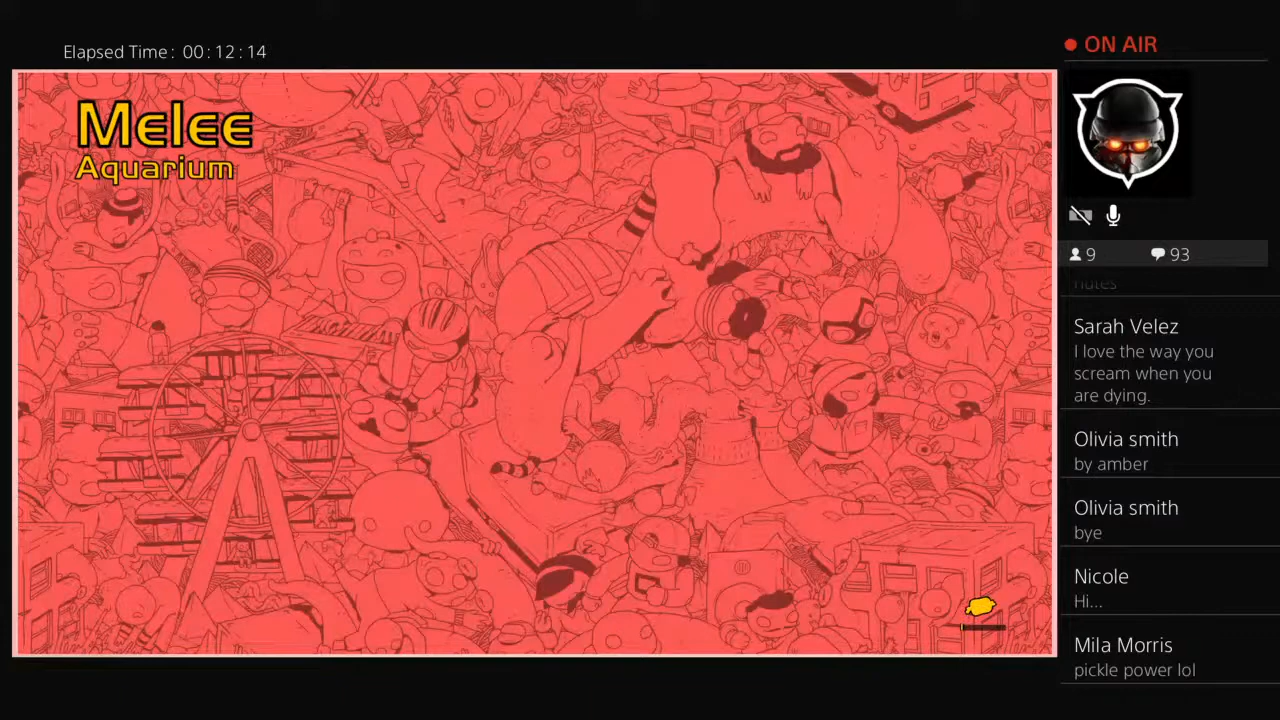 Elapsed Time: 00:12:14
ON AIR
Melee
Aquarium
9
93
nutes
Sarah Velez
I love the way you
scream when you
are dying.
Olivia smith
by amber
Olivia smith
bye
Nicole
Hi...
Mila Morris
pickle power lol